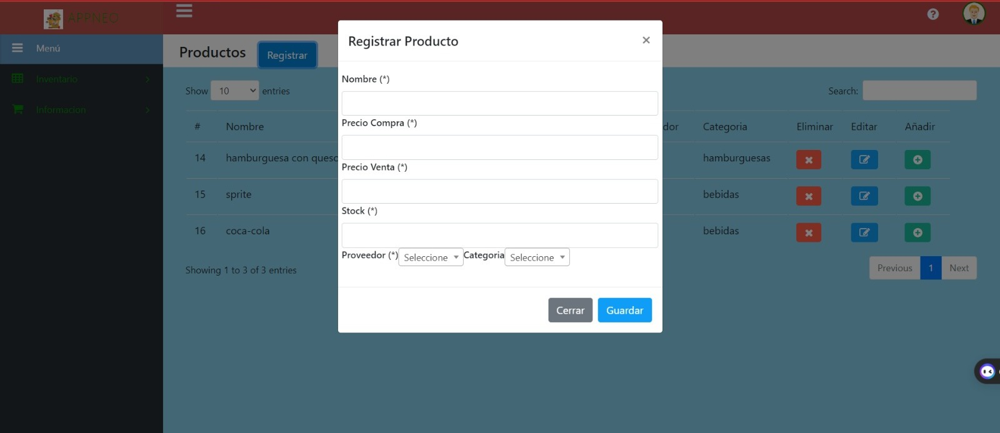 APPNEO
Menú
Inventario
Informacion
Productos
Registrar
Show 10 entries
Search:
# Nombre dor Categoria Eliminar Editar Añadir
14 hamburguesa con queso hamburguesas
15 sprite bebidas
16 coca-cola bebidas
Showing 1 to 3 of 3 entries
Previous 1 Next
Registrar Producto
×
Nombre (*)
Precio Compra (*)
Precio Venta (*)
Stock (*)
Proveedor (*) Seleccione Categoria Seleccione
Cerrar Guardar